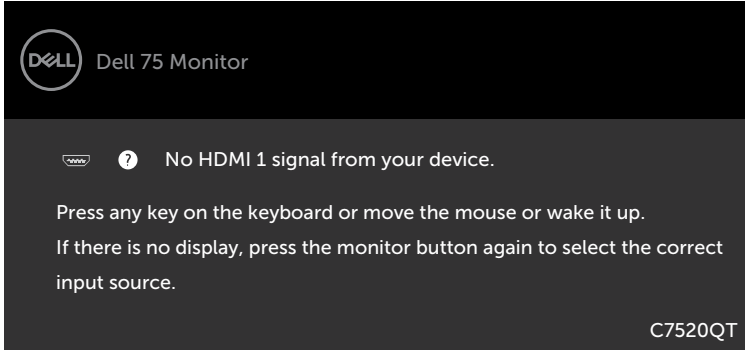 DELL Dell 75 Monitor
? No HDMI 1 signal from your device.
Press any key on the keyboard or move the mouse or wake it up.
If there is no display, press the monitor button again to select the correct
input source.
C7520QT